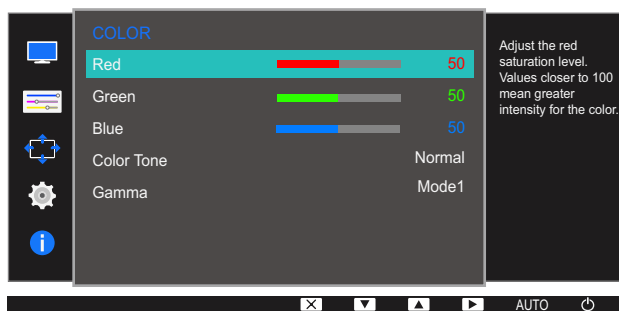 COLOR
Red 50
Green 50
Blue 50
Color Tone Normal
Gamma Mode1
Adjust the red
saturation level.
Values closer to 100
mean greater
intensity for the color.
AUTO